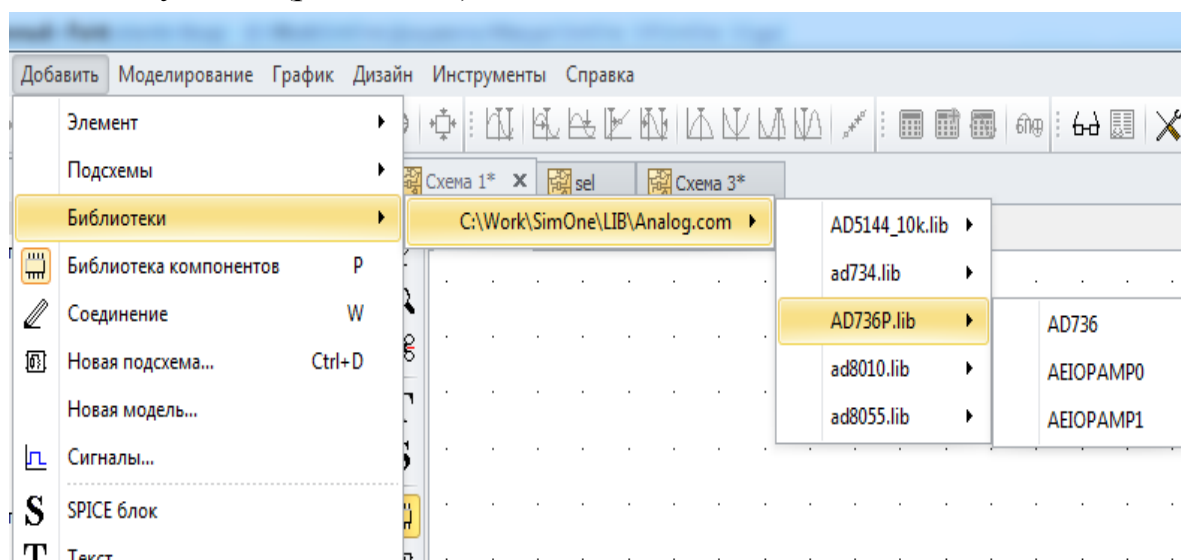 Добавить Моделирование График Дизайн Инструменты Справка
Элемент
Подсхемы
Схема 1* sel Схема 3*
Библиотеки
C:\Work\SimOne\LIB\Analog.com
AD5144_10k.lib
Библиотека компонентов P
ad734.lib
Соединение W
AD736P.lib
AD736
Новая подсхема... Ctrl+D
ad8010.lib
AEIOPAMP0
Новая модель...
ad8055.lib
AEIOPAMP1
Сигналы...
S SPICE блок
T Текст